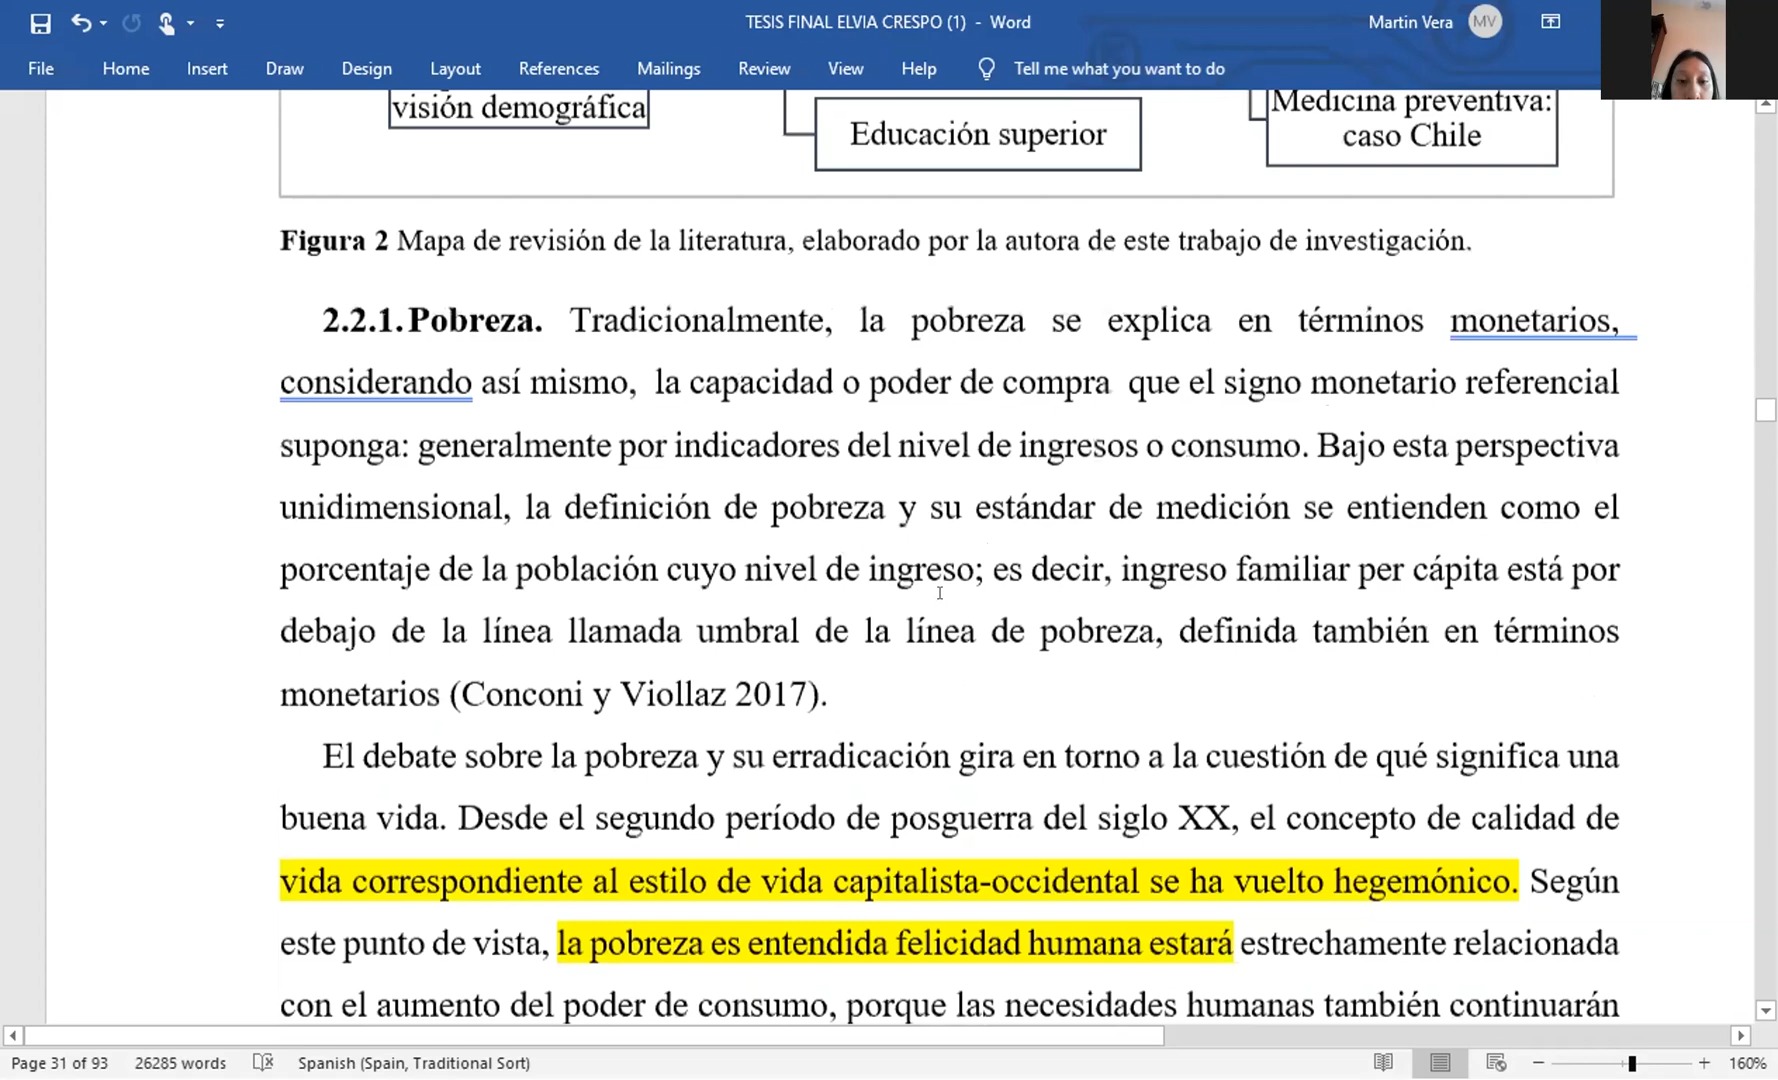 TESIS FINAL ELVIA CRESPO (1) - Word
Martin Vera MV
File Home Insert Draw Design Layout References Mailings Review View Help Tell me what you want to do
visión demográfica
Educación superior
Medicina preventiva:
caso Chile
Figura 2 Mapa de revisión de la literatura, elaborado por la autora de este trabajo de investigación.
2.2.1. Pobreza. Tradicionalmente, la pobreza se explica en términos monetarios,
considerando así mismo, la capacidad o poder de compra que el signo monetario referencial
suponga: generalmente por indicadores del nivel de ingresos o consumo. Bajo esta perspectiva
unidimensional, la definición de pobreza y su estándar de medición se entienden como el
porcentaje de la población cuyo nivel de ingreso; es decir, ingreso familiar per cápita está por
debajo de la línea llamada umbral de la línea de pobreza, definida también en términos
monetarios (Conconi y Viollaz 2017).
El debate sobre la pobreza y su erradicación gira en torno a la cuestión de qué significa una
buena vida. Desde el segundo período de posguerra del siglo XX, el concepto de calidad de
vida correspondiente al estilo de vida capitalista-occidental se ha vuelto hegemónico. Según
este punto de vista, la pobreza es entendida felicidad humana estará estrechamente relacionada
con el aumento del poder de consumo, porque las necesidades humanas también continuarán
Page 31 of 93 26285 words Spanish (Spain, Traditional Sort) 160%